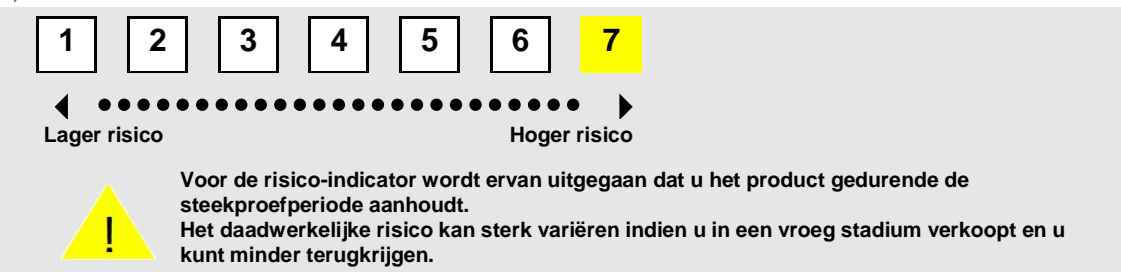 1 2 3 4 5 6 7
Lager risico Hoger risico
! Voor de risico-indicator wordt ervan uitgegaan dat u het product gedurende de
steekproefperiode aanhoudt.
Het daadwerkelijke risico kan sterk variëren indien u in een vroeg stadium verkoopt en u
kunt minder terugkrijgen.